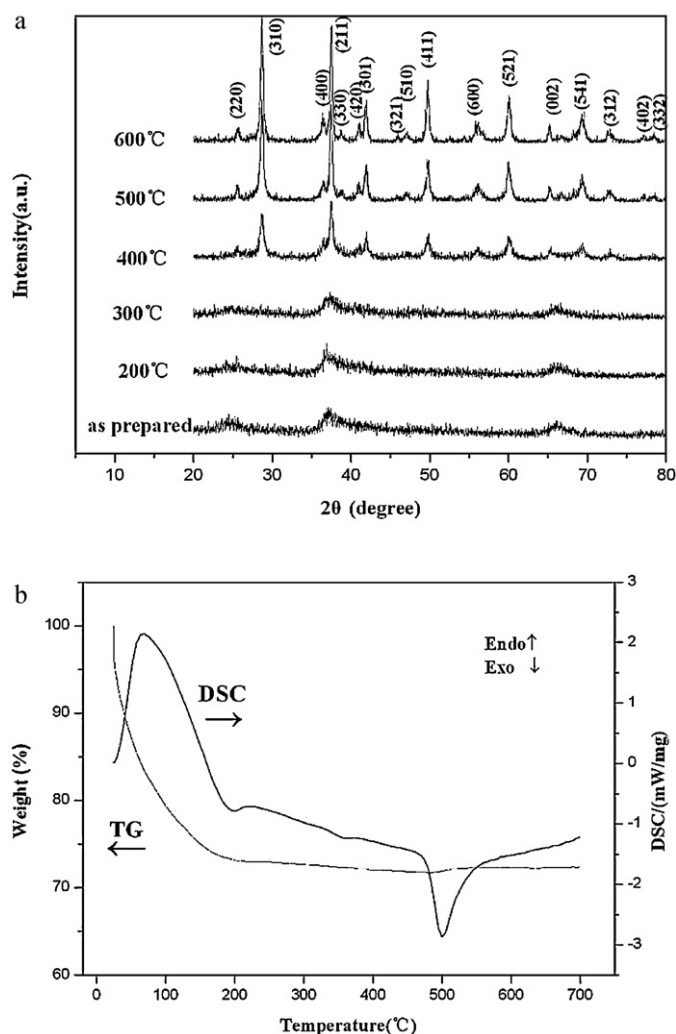 a
(220)
(310)
(400)
(211)
(330)
(420)
(301)
(321)
(510)
(411)
(600)
(521)
(002)
(541)
(312)
(402)
(332)
600℃
500℃
400℃
300℃
200℃
as prepared
Intensity(a.u.)
10 20 30 40 50 60 70 80
2θ (degree)
b
100
90
80
70
60
Weight (%)
3
2
1
0
-1
-2
-3
DSC/(mW/mg)
Endo↑
Exo ↓
DSC
→
TG
←
0 100 200 300 400 500 600 700
Temperature(℃)